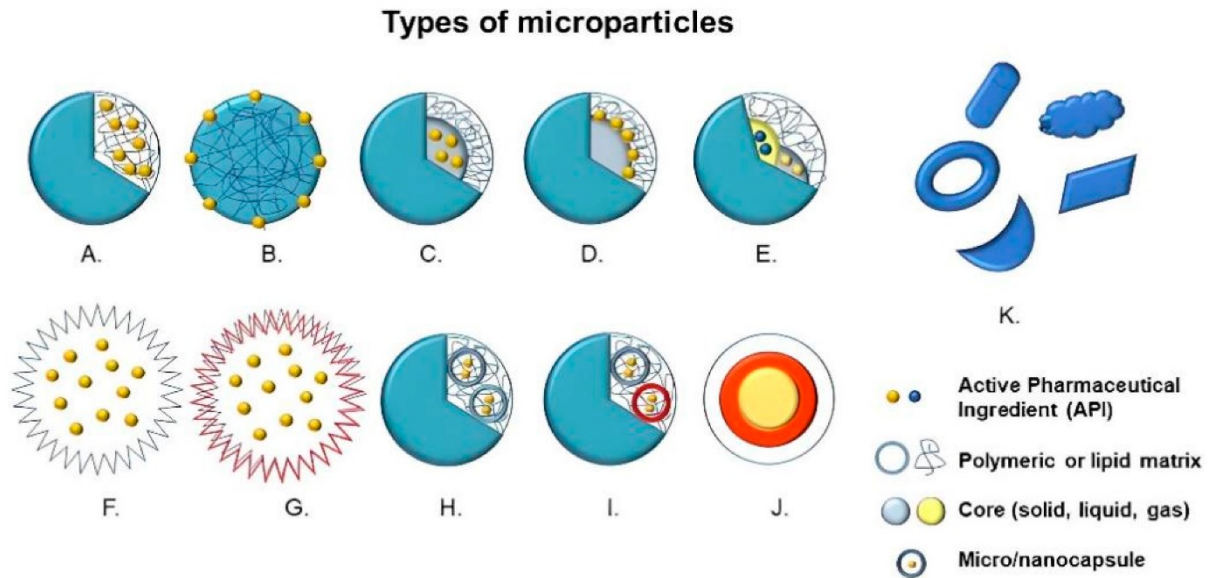 Types of microparticles
A.
B.
C.
D.
E.
F.
G.
H.
I.
J.
K.
Active Pharmaceutical
Ingredient (API)
Polymeric or lipid matrix
Core (solid, liquid, gas)
Micro/nanocapsule